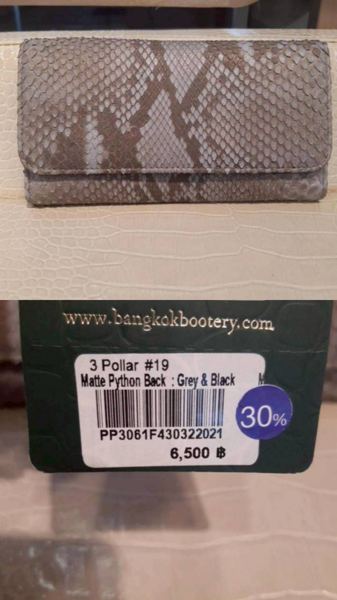 www.bangkokbootery.com
3 Pollar #19
Matte Python Back : Grey & Black
30%
PP3061F430322021
6,500 ฿